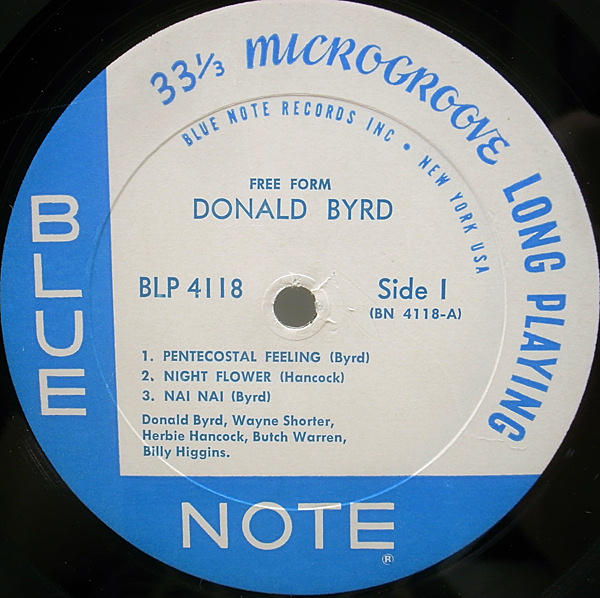 33⅓ MICROGROOVE LONG PLAYING
BLUE NOTE RECORDS INC • NEW YORK USA
FREE FORM
DONALD BYRD
BLP 4118
Side 1
(BN 4118-A)
1. PENTECOSTAL FEELING (Byrd)
2. NIGHT FLOWER (Hancock)
3. NAI NAI (Byrd)
Donald Byrd, Wayne Shorter,
Herbie Hancock, Butch Warren,
Billy Higgins.
BLUE
NOTE
®